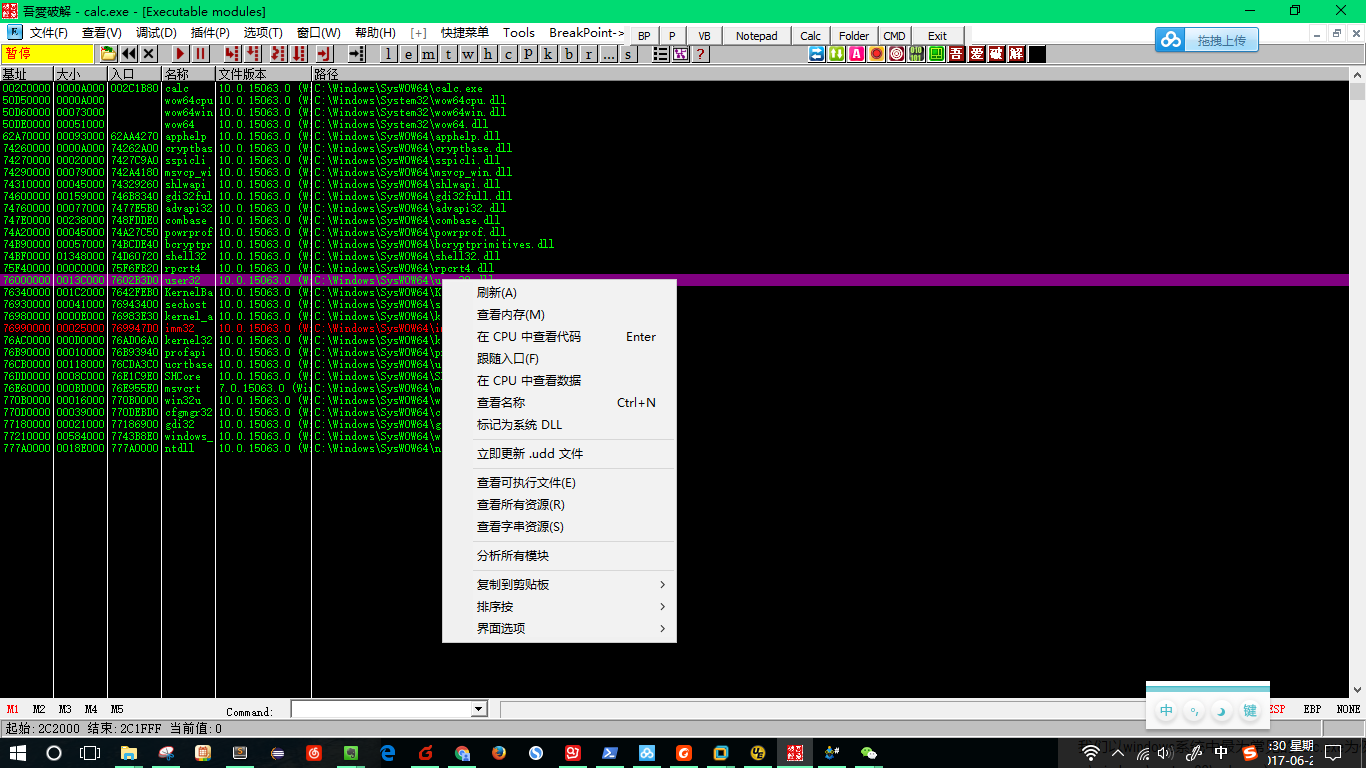 吾愛破解 - calc.exe - [Executable modules]
文件(F) 查看(V) 调试(D) 插件(P) 选项(T) 窗口(W) 帮助(H) [+] 快捷菜单 Tools BreakPoint-> BP P VB Notepad Calc Folder CMD Exit
拖拽上传
暂停 l e m t w h c p k b r ... s ? 吾 爱 破 解
基址 大小 入口 名称 文件版本 路径
002C0000 0000A000 002C1B80 calc 10.0.15063.0 (W: C:\Windows\SysWOW64\calc.exe
50D50000 0000A000 wow64cpu 10.0.15063.0 (W: C:\Windows\System32\wow64cpu.dll
50D60000 00073000 wow64win 10.0.15063.0 (W: C:\Windows\System32\wow64win.dll
50DE0000 00051000 wow64 10.0.15063.0 (W: C:\Windows\System32\wow64.dll
62A70000 00093000 62AA4270 apphelp 10.0.15063.0 (W: C:\Windows\SysWOW64\apphelp.dll
74260000 0000A000 74262A00 cryptbas 10.0.15063.0 (W: C:\Windows\SysWOW64\cryptbase.dll
74270000 00020000 7427C9A0 sspicli 10.0.15063.0 (W: C:\Windows\SysWOW64\sspicli.dll
74290000 00079000 742A4180 msvcp_wi 10.0.15063.0 (W: C:\Windows\SysWOW64\msvcp_win.dll
74310000 00045000 74329260 shlwapi 10.0.15063.0 (W: C:\Windows\SysWOW64\shlwapi.dll
74600000 00159000 746B8340 gdi32ful 10.0.15063.0 (W: C:\Windows\SysWOW64\gdi32full.dll
74760000 00077000 7477E5B0 advapi32 10.0.15063.0 (W: C:\Windows\SysWOW64\advapi32.dll
747E0000 00238000 748FDDE0 combase 10.0.15063.0 (W: C:\Windows\SysWOW64\combase.dll
74A20000 00045000 74A27C50 powrprof 10.0.15063.0 (W: C:\Windows\SysWOW64\powrprof.dll
74B90000 00057000 74BCDE40 bcryptpr 10.0.15063.0 (W: C:\Windows\SysWOW64\bcryptprimitives.dll
74BF0000 01348000 74D60720 shell32 10.0.15063.0 (W: C:\Windows\SysWOW64\shell32.dll
75F40000 000C0000 75F6FB20 rpcrt4 10.0.15063.0 (W: C:\Windows\SysWOW64\rpcrt4.dll
76000000 0013C000 7602B3D0 user32 10.0.15063.0 (W: C:\Windows\SysWOW64\user32.dll
76340000 001C2000 7642FEB0 KernelBa 10.0.15063.0 (W: C:\Windows\SysWOW64\K
76930000 00041000 76943400 sechost 10.0.15063.0 (W: C:\Windows\SysWOW64\s
76980000 0000E000 76983E30 kernel_a 10.0.15063.0 (W: C:\Windows\SysWOW64\k
76990000 00025000 769947D0 imm32 10.0.15063.0 (W: C:\Windows\SysWOW64\i
76AC0000 000D0000 76AD06A0 kernel32 10.0.15063.0 (W: C:\Windows\SysWOW64\k
76B90000 00010000 76B93940 profapi 10.0.15063.0 (W: C:\Windows\SysWOW64\p
76CB0000 00118000 76CDA3C0 ucrtbase 10.0.15063.0 (W: C:\Windows\SysWOW64\u
76DD0000 0008C000 76E1C9E0 SHCore 10.0.15063.0 (W: C:\Windows\SysWOW64\S
76E60000 000BD000 76E955E0 msvcrt 7.0.15063.0 (Wi C:\Windows\SysWOW64\m
770B0000 00016000 770B4 win32u 10.0.15063.0 (W: C:\Windows\SysWOW64\w
770D0000 00039000 770DEBD0 cfgmgr32 10.0.15063.0 (W: C:\Windows\SysWOW64\c
77180000 00021000 77186900 gdi32 10.0.15063.0 (W: C:\Windows\SysWOW64\g
77210000 00584000 7743B8E0 windows_ 10.0.15063.0 (W: C:\Windows\SysWOW64\w
777A0000 0018E000 777A0000 ntdll 10.0.15063.0 (W: C:\Windows\SysWOW64\n
刷新(A)
查看内存(M)
在 CPU 中查看代码 Enter
跟随入口(F)
在 CPU 中查看数据
查看名称 Ctrl+N
标记为系统 DLL
立即更新 .udd 文件
查看可执行文件(E)
查看所有资源(R)
查看字串资源(S)
分析所有模块
复制到剪贴板
排序按
界面选项
中 键
M1 M2 M3 M4 M5 Command: ESP EBP NONE
起始:2C2000 结束:2C1FFF 当前值:0
中 :30 星期